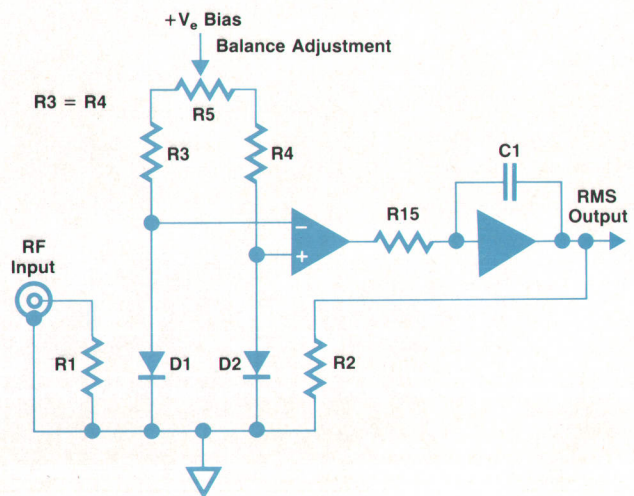 +Ve Bias
Balance Adjustment
R3 = R4
R5
R3
R4
C1
RMS
Output
R15
−
+
RF
Input
R1
D1
D2
R2